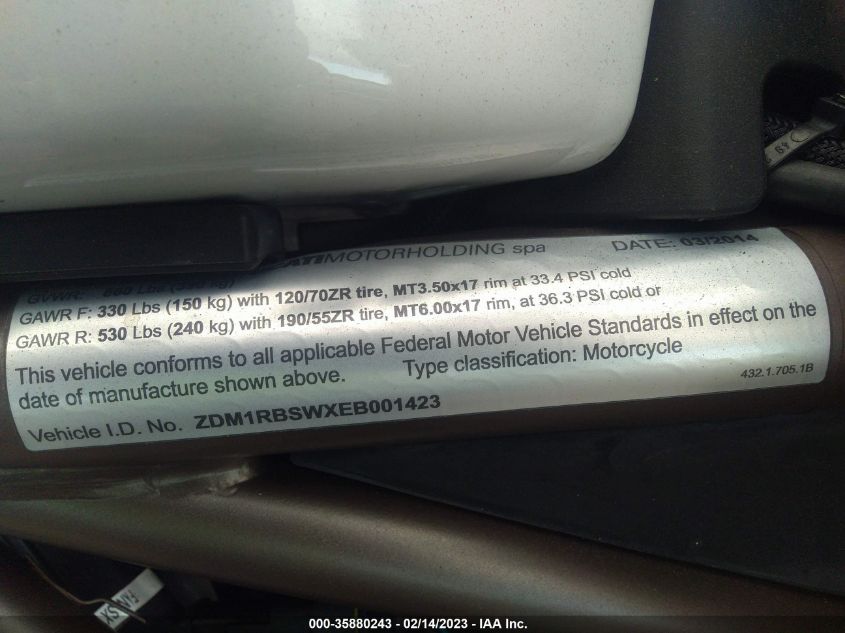 MOTORHOLDING spa DATE: 03/2014
GVWR:
GAWR F: 330 Lbs (150 kg) with 120/70ZR tire, MT3.50x17 rim at 33.4 PSI cold
GAWR R: 530 Lbs (240 kg) with 190/55ZR tire, MT6.00x17 rim, at 36.3 PSI cold or
This vehicle conforms to all applicable Federal Motor Vehicle Standards in effect on the
date of manufacture shown above. Type classification: Motorcycle
432.1.705.1B
Vehicle I.D. No. ZDM1RBSWXEB001423
000-35880243 - 02/14/2023 - IAA Inc.